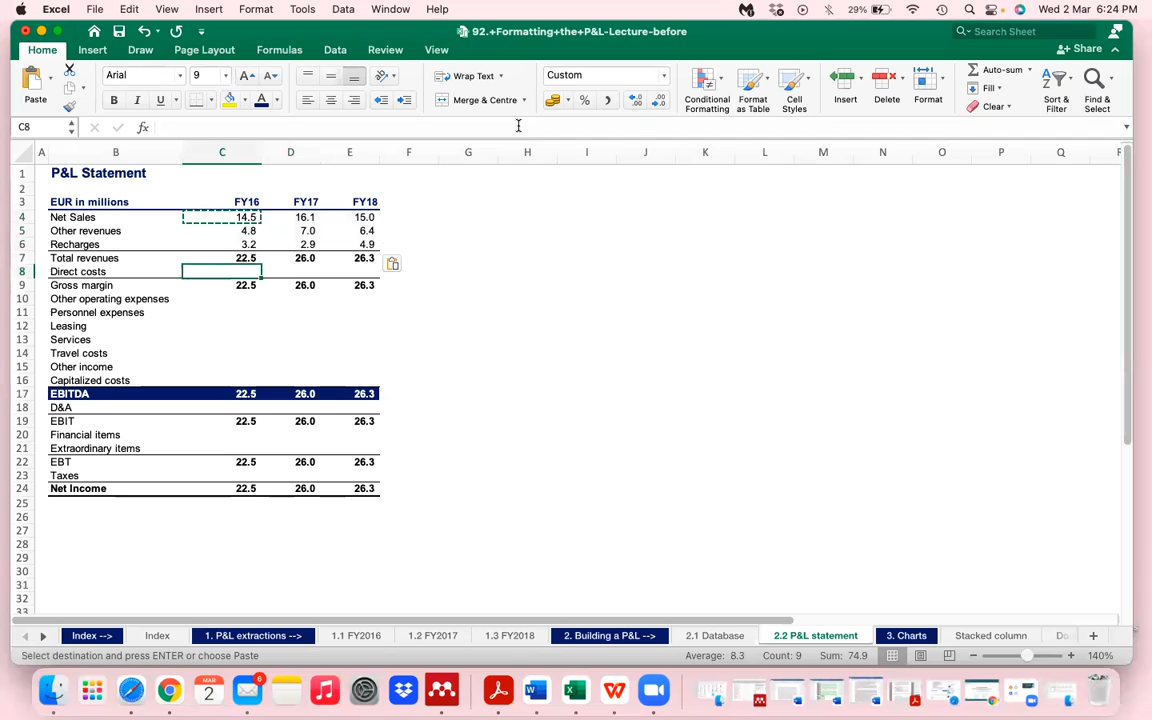 Excel File Edit View Insert Format Tools Data Window Help 29% Wed 2 Mar 6:24 PM
92.+Formatting+the+P&L-Lecture-before Search Sheet
Home Insert Draw Page Layout Formulas Data Review View Share
Paste Arial 9 Wrap Text Custom Conditional Formatting Format as Table Cell Styles Insert Delete Format Auto-sum Sort & Filter Find & Select
B I U A Merge & Centre % Fill Clear
C8 fx
A B C D E F G H I J K L M N O P Q
1 P&L Statement
2
3 EUR in millions FY16 FY17 FY18
4 Net Sales 14.5 16.1 15.0
5 Other revenues 4.8 7.0 6.4
6 Recharges 3.2 2.9 4.9
7 Total revenues 22.5 26.0 26.3
8 Direct costs
9 Gross margin 22.5 26.0 26.3
10 Other operating expenses
11 Personnel expenses
12 Leasing
13 Services
14 Travel costs
15 Other income
16 Capitalized costs
17 EBITDA 22.5 26.0 26.3
18 D&A
19 EBIT 22.5 26.0 26.3
20 Financial items
21 Extraordinary items
22 EBT 22.5 26.0 26.3
23 Taxes
24 Net Income 22.5 26.0 26.3
25
26
27
28
29
30
31
32
33
Index --> Index 1. P&L extractions --> 1.1 FY2016 1.2 FY2017 1.3 FY2018 2. Building a P&L --> 2.1 Database 2.2 P&L statement 3. Charts Stacked column
Select destination and press ENTER or choose Paste Average: 8.3 Count: 9 Sum: 74.9 140%
MAR 2 6